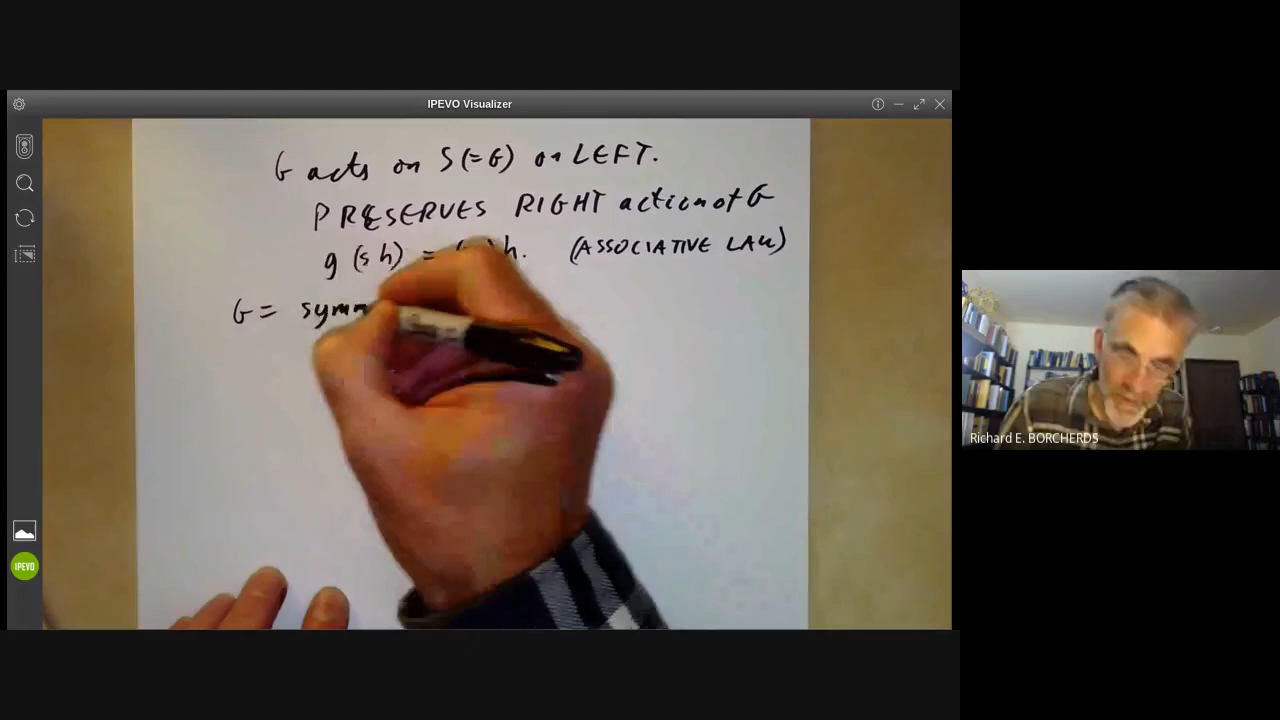 IPEVO Visualizer
G acts on S(=G) on LEFT.
PRESERVES RIGHT action of G
g (s h) = h. (ASSOCIATIVE LAW)
G = symm
IPEVO
Richard E. BORCHERDS